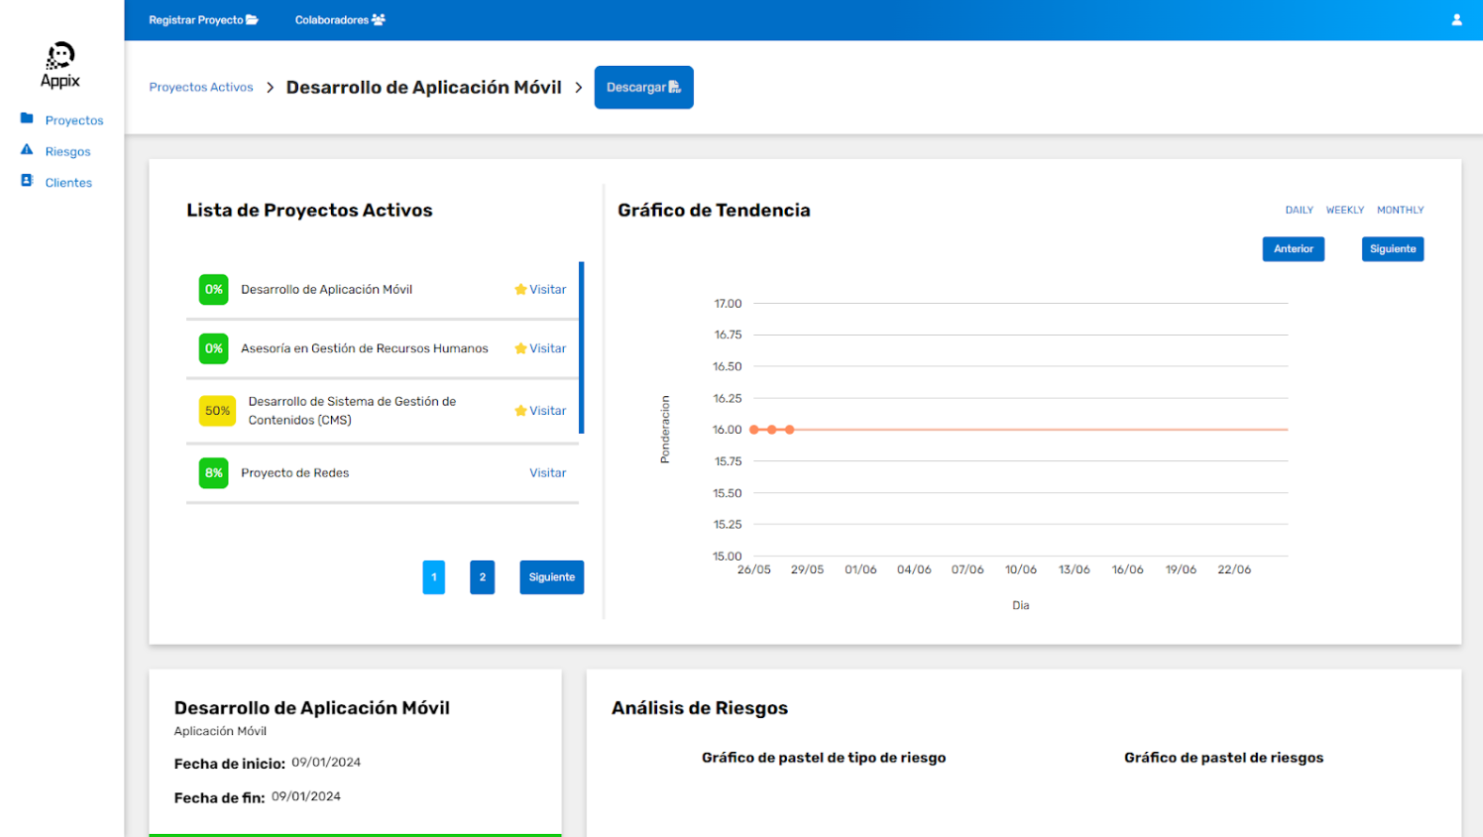 Registrar Proyecto
Colaboradores
Appix
Proyectos
Riesgos
Clientes
Proyectos Activos > Desarrollo de Aplicación Móvil >
Descargar
Lista de Proyectos Activos
0% Desarrollo de Aplicación Móvil Visitar
0% Asesoría en Gestión de Recursos Humanos Visitar
50% Desarrollo de Sistema de Gestión de
Contenidos (CMS) Visitar
8% Proyecto de Redes Visitar
1 2 Siguiente
Gráfico de Tendencia
DAILY WEEKLY MONTHLY
Anterior Siguiente
Ponderacion
17.00
16.75
16.50
16.25
16.00
15.75
15.50
15.25
15.00
26/05 29/05 01/06 04/06 07/06 10/06 13/06 16/06 19/06 22/06
Dia
Desarrollo de Aplicación Móvil
Aplicación Móvil
Fecha de inicio: 09/01/2024
Fecha de fin: 09/01/2024
Análisis de Riesgos
Gráfico de pastel de tipo de riesgo
Gráfico de pastel de riesgos